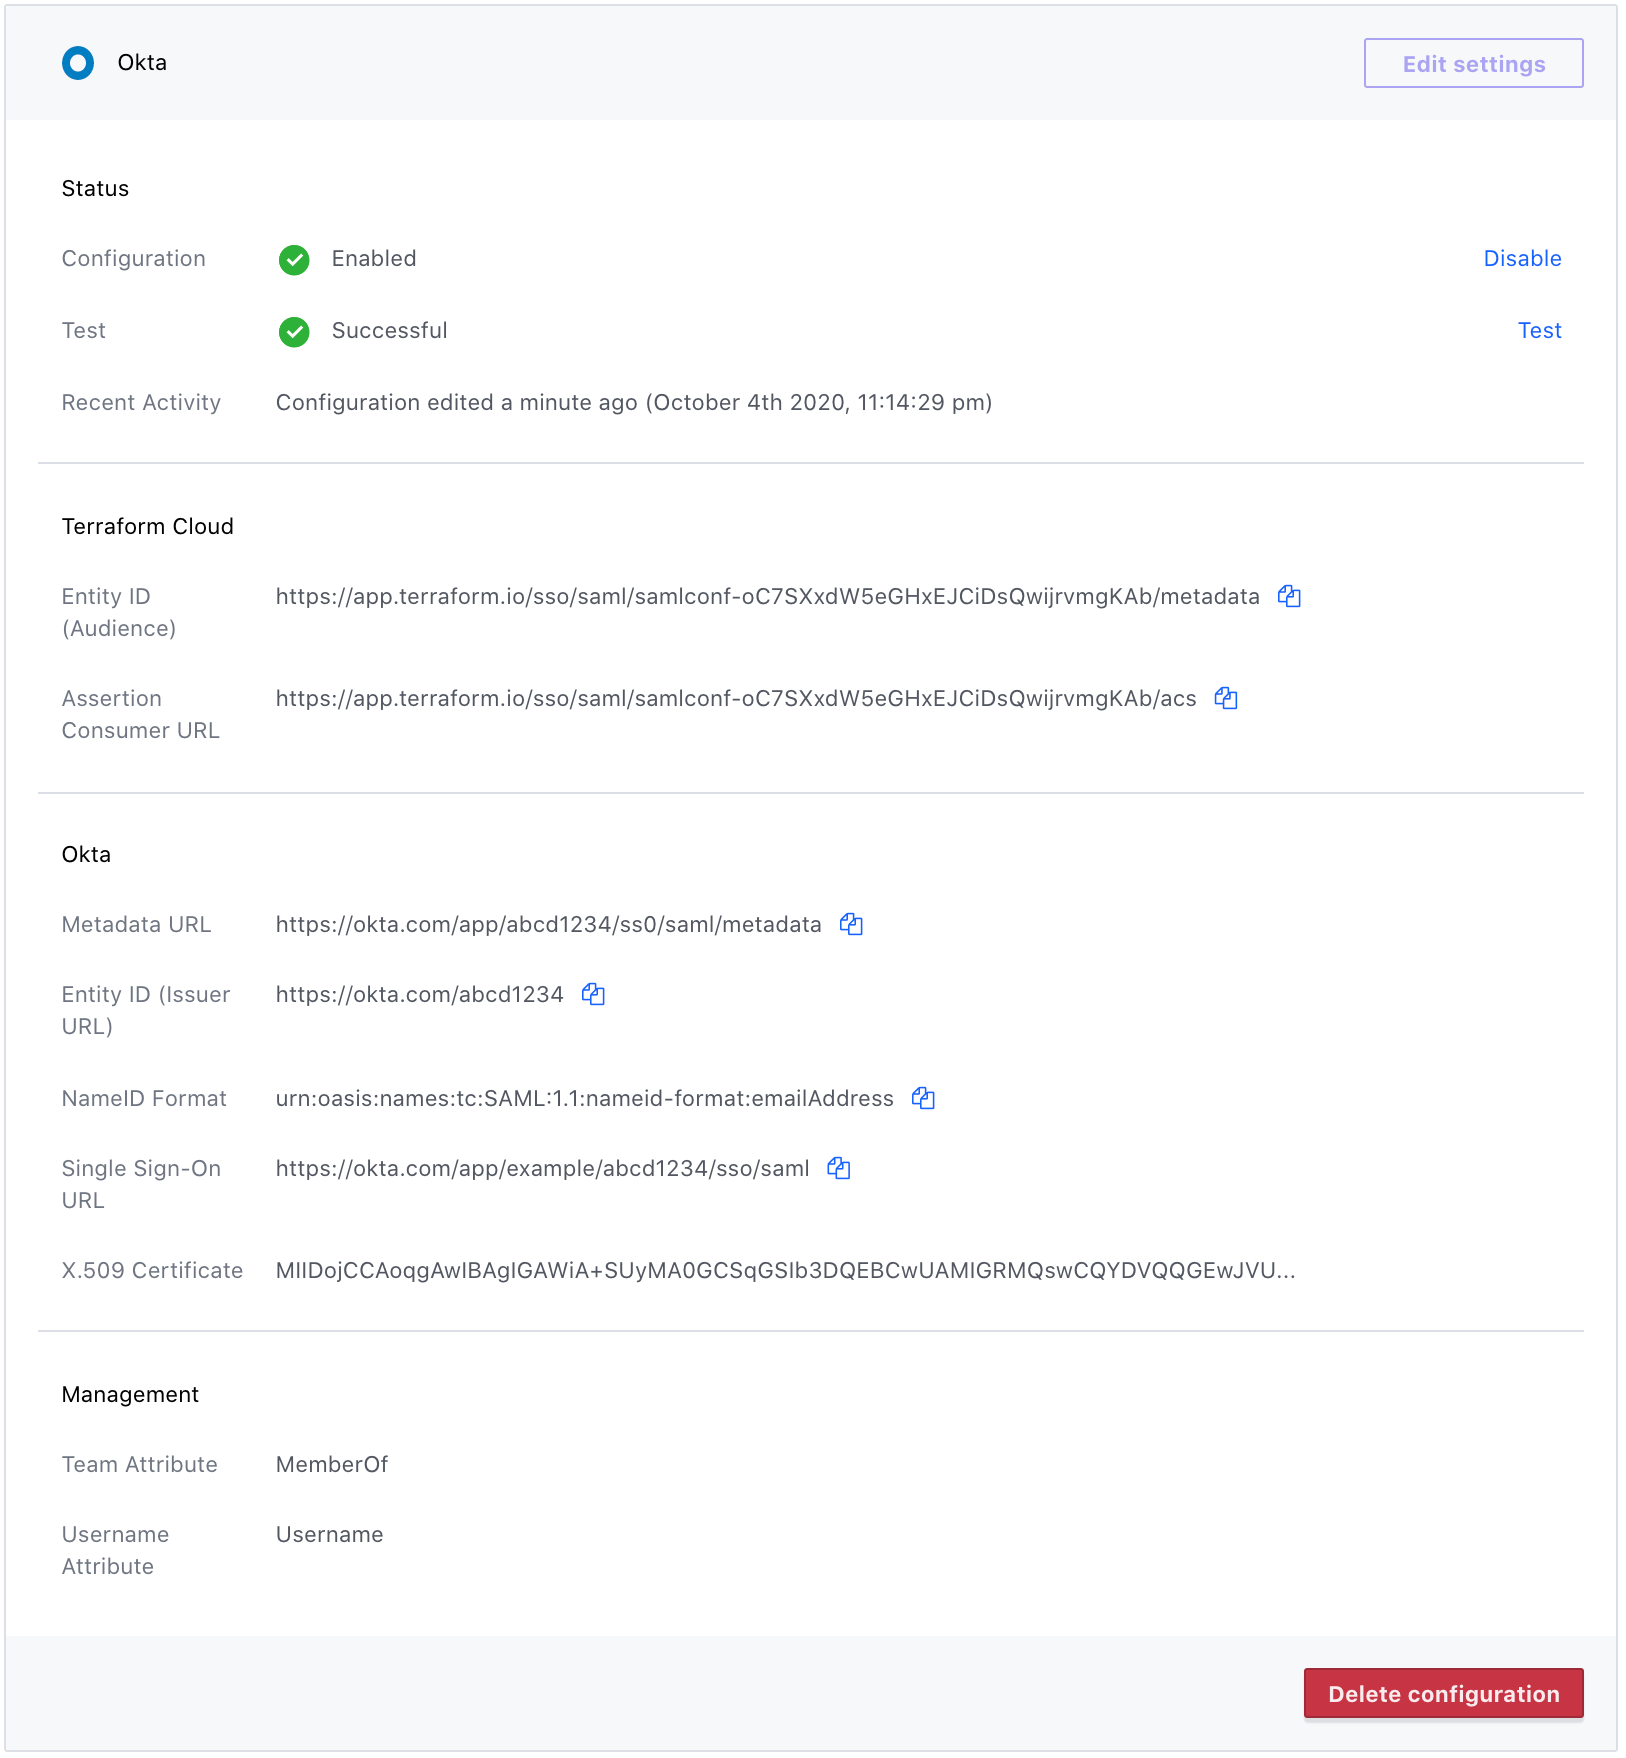 Okta
Edit settings
Status
Configuration Enabled Disable
Test Successful Test
Recent Activity Configuration edited a minute ago (October 4th 2020, 11:14:29 pm)
Terraform Cloud
Entity ID https://app.terraform.io/sso/saml/samlconf-oC7SXxdW5eGHxEJCiDsQwijrvmgKAb/metadata
(Audience)
Assertion https://app.terraform.io/sso/saml/samlconf-oC7SXxdW5eGHxEJCiDsQwijrvmgKAb/acs
Consumer URL
Okta
Metadata URL https://okta.com/app/abcd1234/ss0/saml/metadata
Entity ID (Issuer https://okta.com/abcd1234
URL)
NameID Format urn:oasis:names:tc:SAML:1.1:nameid-format:emailAddress
Single Sign-On https://okta.com/app/example/abcd1234/sso/saml
URL
X.509 Certificate MIIDojCCAoqgAwIBAgIGAWiA+SUyMA0GCSqGSIb3DQEBCwUAMIGRMQswCQYDVQQGEwJVU...
Management
Team Attribute MemberOf
Username Username
Attribute
Delete configuration